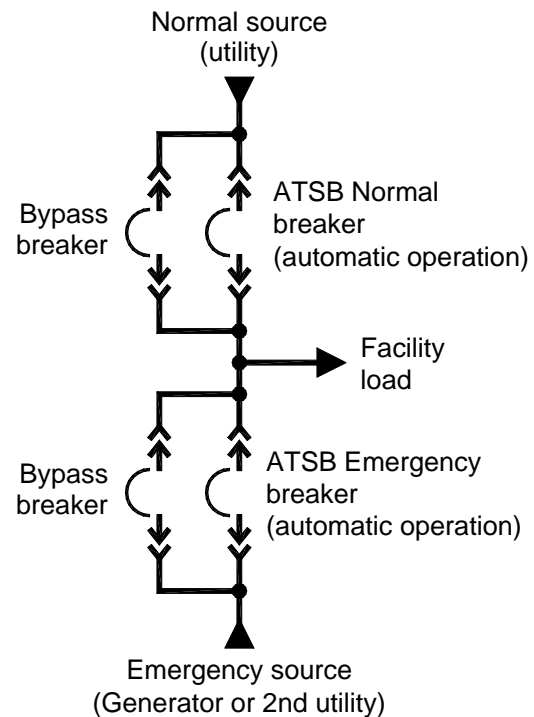 Normal source
(utility)
Bypass
breaker
ATSB Normal
breaker
(automatic operation)
Facility
load
Bypass
breaker
ATSB Emergency
breaker
(automatic operation)
Emergency source
(Generator or 2nd utility)